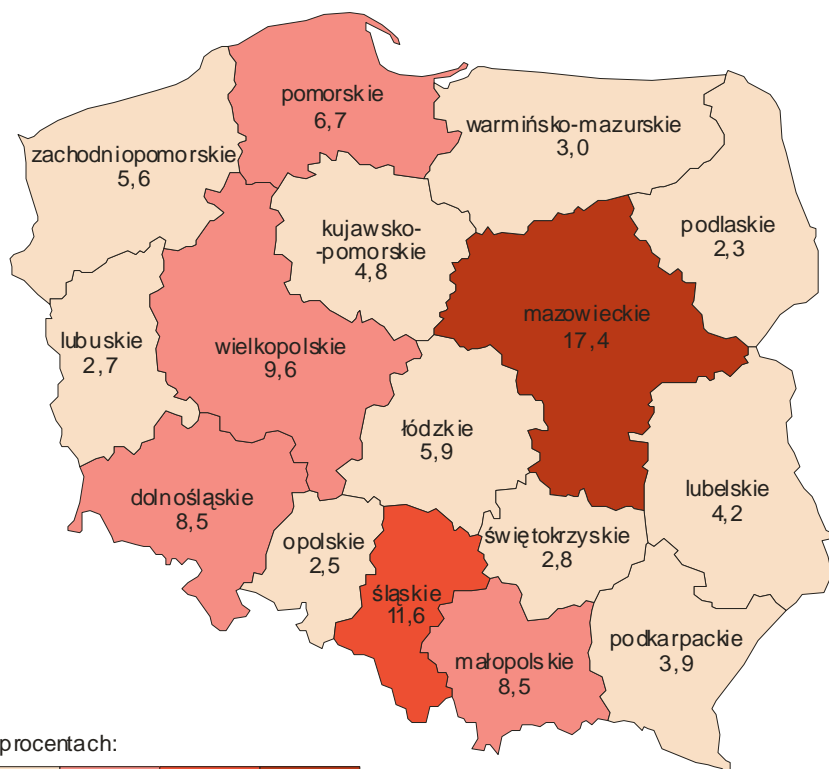 pomorskie
6,7
warmińsko-mazurskie
3,0
zachodniopomorskie
5,6
podlaskie
2,3
kujawsko-
-pomorskie
4,8
mazowieckie
17,4
lubuskie
2,7
wielkopolskie
9,6
łódzkie
5,9
lubelskie
4,2
dolnośląskie
8,5
opolskie
2,5
świętokrzyskie
2,8
śląskie
11,6
małopolskie
8,5
podkarpackie
3,9
procentach: